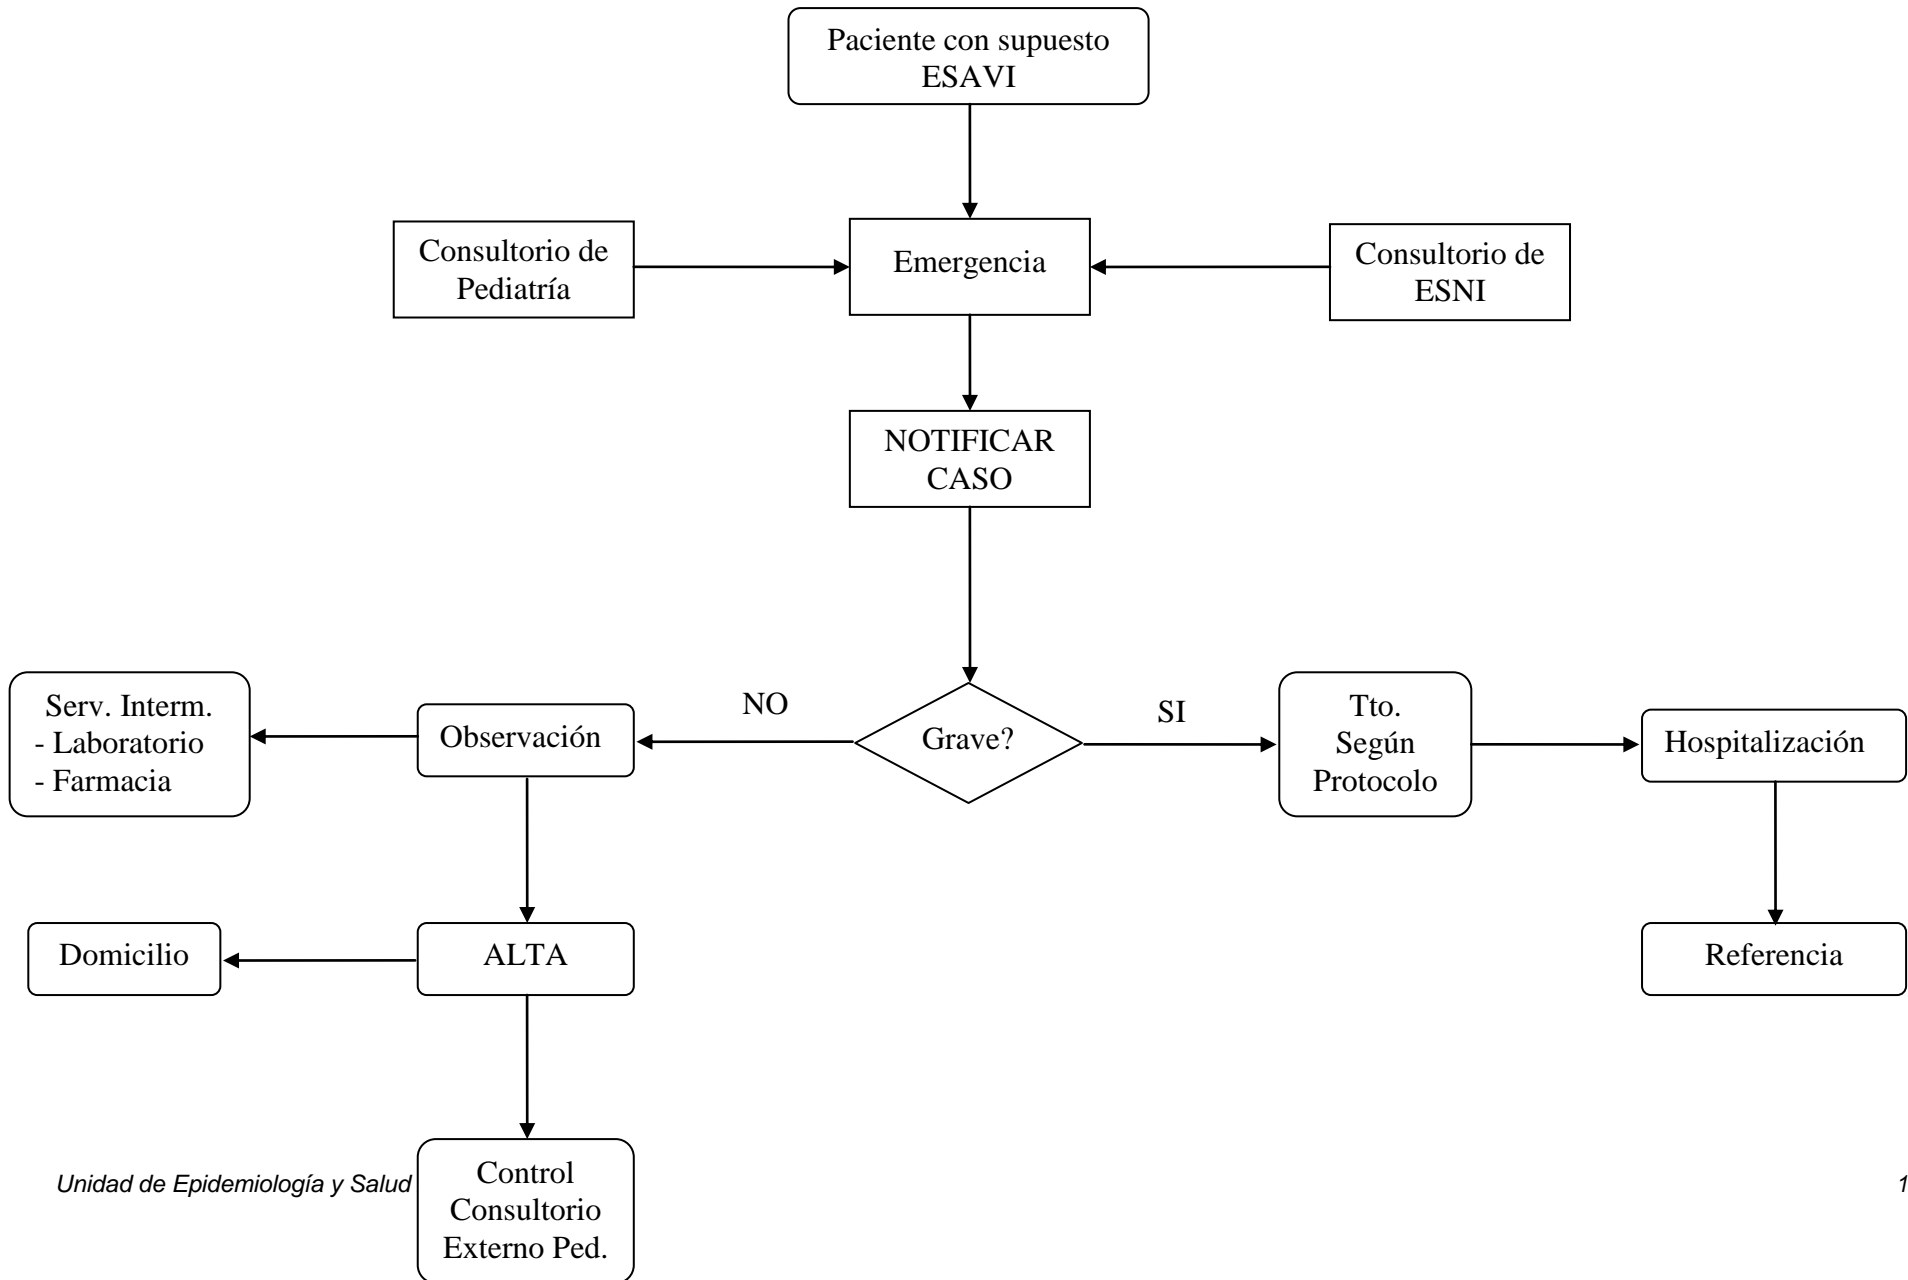 Paciente con supuesto
ESAVI
Consultorio de
Pediatría
Emergencia
Consultorio de
ESNI
NOTIFICAR
CASO
Serv. Interm.
- Laboratorio
- Farmacia
Observación
NO
Grave?
SI
Tto.
Según
Protocolo
Hospitalización
Domicilio
ALTA
Referencia
Control
Consultorio
Externo Ped.
Unidad de Epidemiología y Salud
1